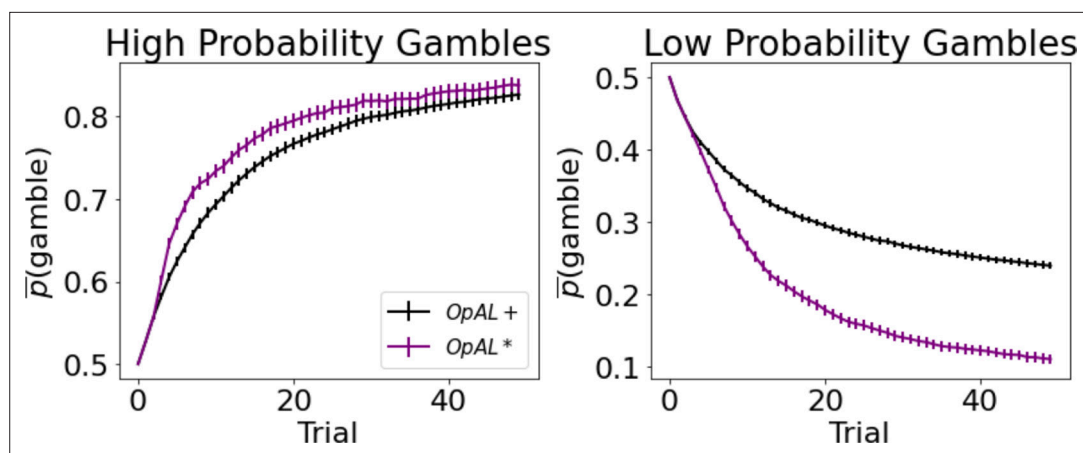 High Probability Gambles
p̅(gamble)
0.8
0.7
0.6
0.5
0
20
40
Trial
OpAL+
OpAL*
Low Probability Gambles
p̅(gamble)
0.5
0.4
0.3
0.2
0.1
0
20
40
Trial